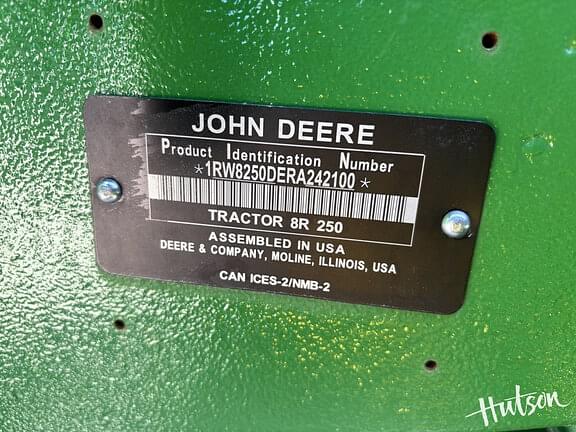 JOHN DEERE
Product Identification Number
*1RW8250DERA242100*
TRACTOR 8R 250
ASSEMBLED IN USA
DEERE & COMPANY, MOLINE, ILLINOIS, USA
CAN ICES-2/NMB-2
Hutson